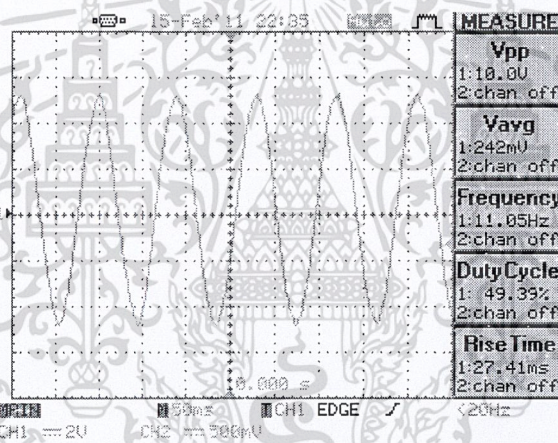 15-Feb'11 22:35
MEASURE
Vpp
1:10.0V
2:chan off
Vavg
1:242mV
2:chan off
Frequency
1:11.05Hz
2:chan off
DutyCycle
1: 49.39%
2:chan off
RiseTime
1:27.41ms
2:chan off
0.000 s
MAIN M 50ms T CH1 EDGE <20Hz
CH1 2V CH2 500mV